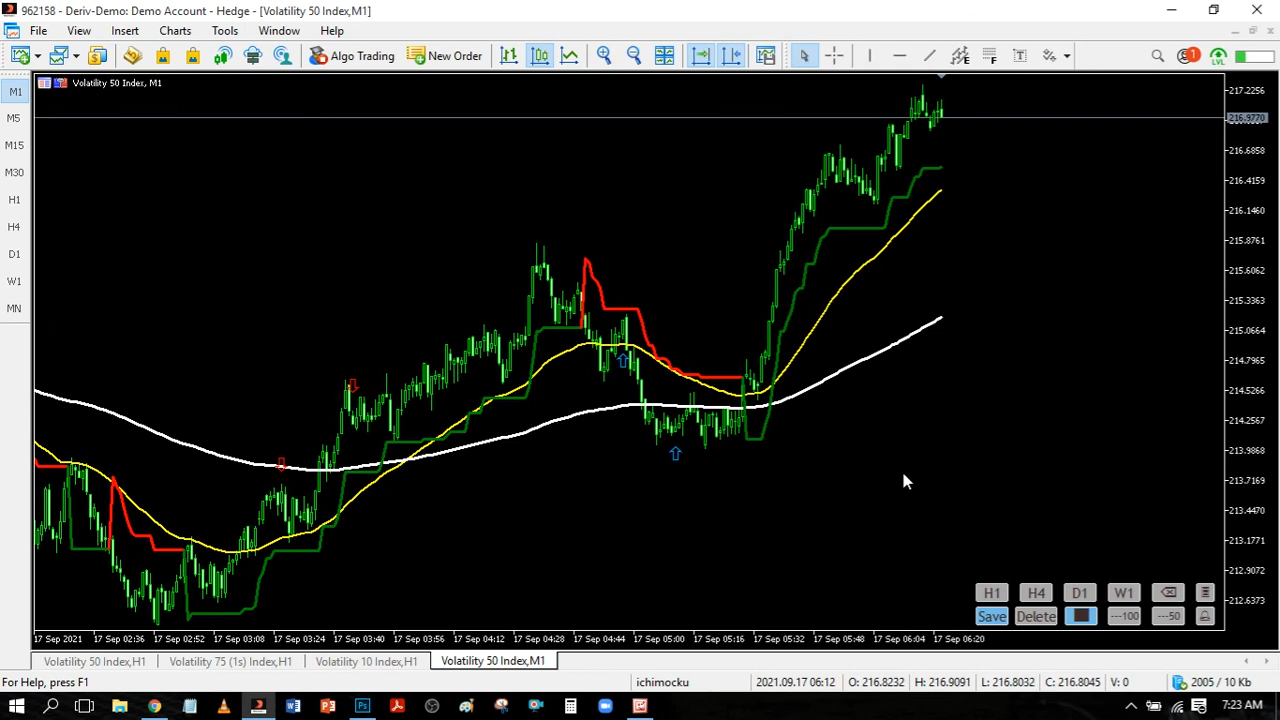 962158 - Deriv-Demo: Demo Account - Hedge - [Volatility 50 Index,M1]
File View Insert Charts Tools Window Help
Algo Trading New Order 1 LVL
M1
M5
M15
M30
H1
H4
D1
W1
MN
Volatility 50 Index, M1
217.2256
216.9770
216.6858
216.4159
216.1460
215.8761
215.6062
215.3363
215.0664
214.7965
214.5266
214.2567
213.9868
213.7169
213.4470
213.1771
212.9072
212.6373
H1 H4 D1 W1
Save Delete ---100 ---50
17 Sep 2021 17 Sep 02:36 17 Sep 02:52 17 Sep 03:08 17 Sep 03:24 17 Sep 03:40 17 Sep 03:56 17 Sep 04:12 17 Sep 04:28 17 Sep 04:44 17 Sep 05:00 17 Sep 05:16 17 Sep 05:32 17 Sep 05:48 17 Sep 06:04 17 Sep 06:20
Volatility 50 Index,H1 Volatility 75 (1s) Index,H1 Volatility 10 Index,H1 Volatility 50 Index,M1
For Help, press F1 ichimocku 2021.09.17 06:12 O: 216.8232 H: 216.9091 L: 216.8032 C: 216.8045 V: 0 2005 / 10 Kb
7:23 AM